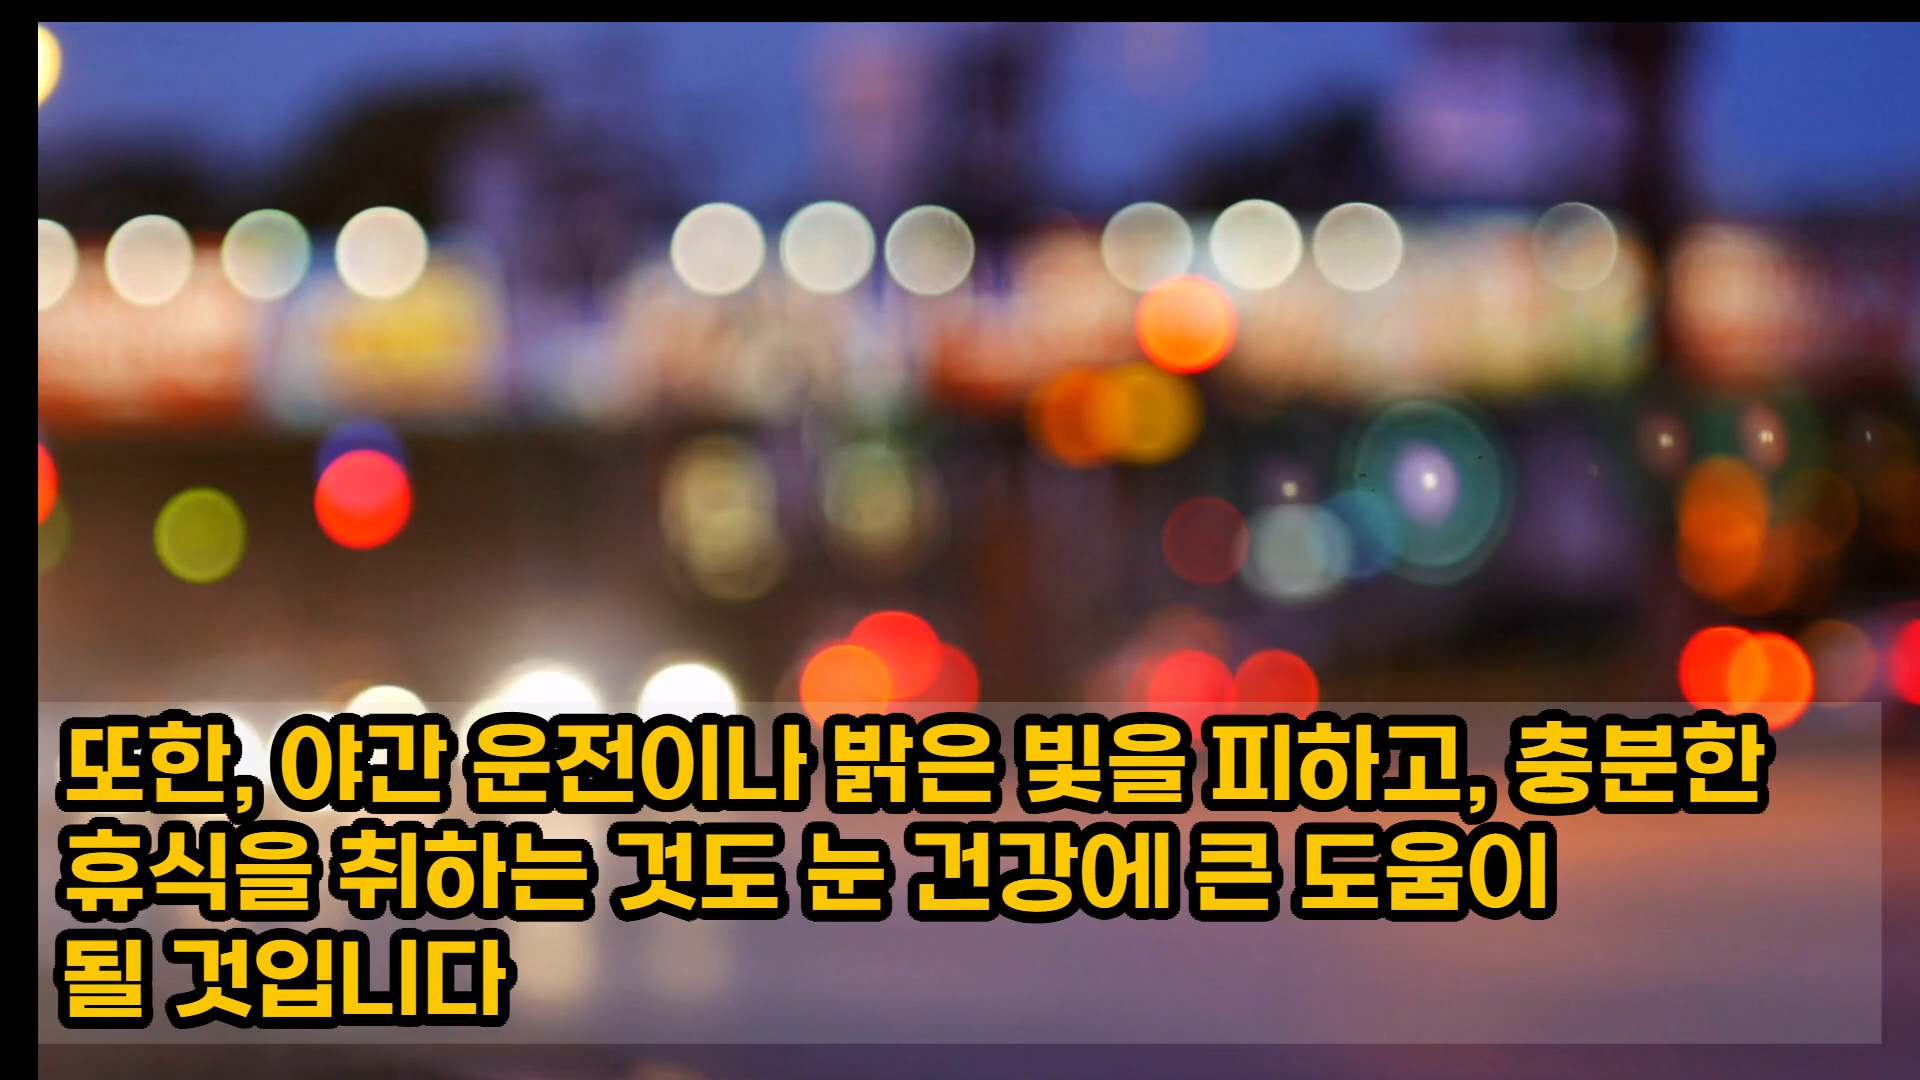 또한, 야간 운전이나 밝은 빛을 피하고, 충분한
휴식을 취하는 것도 눈 건강에 큰 도움이
될 것입니다